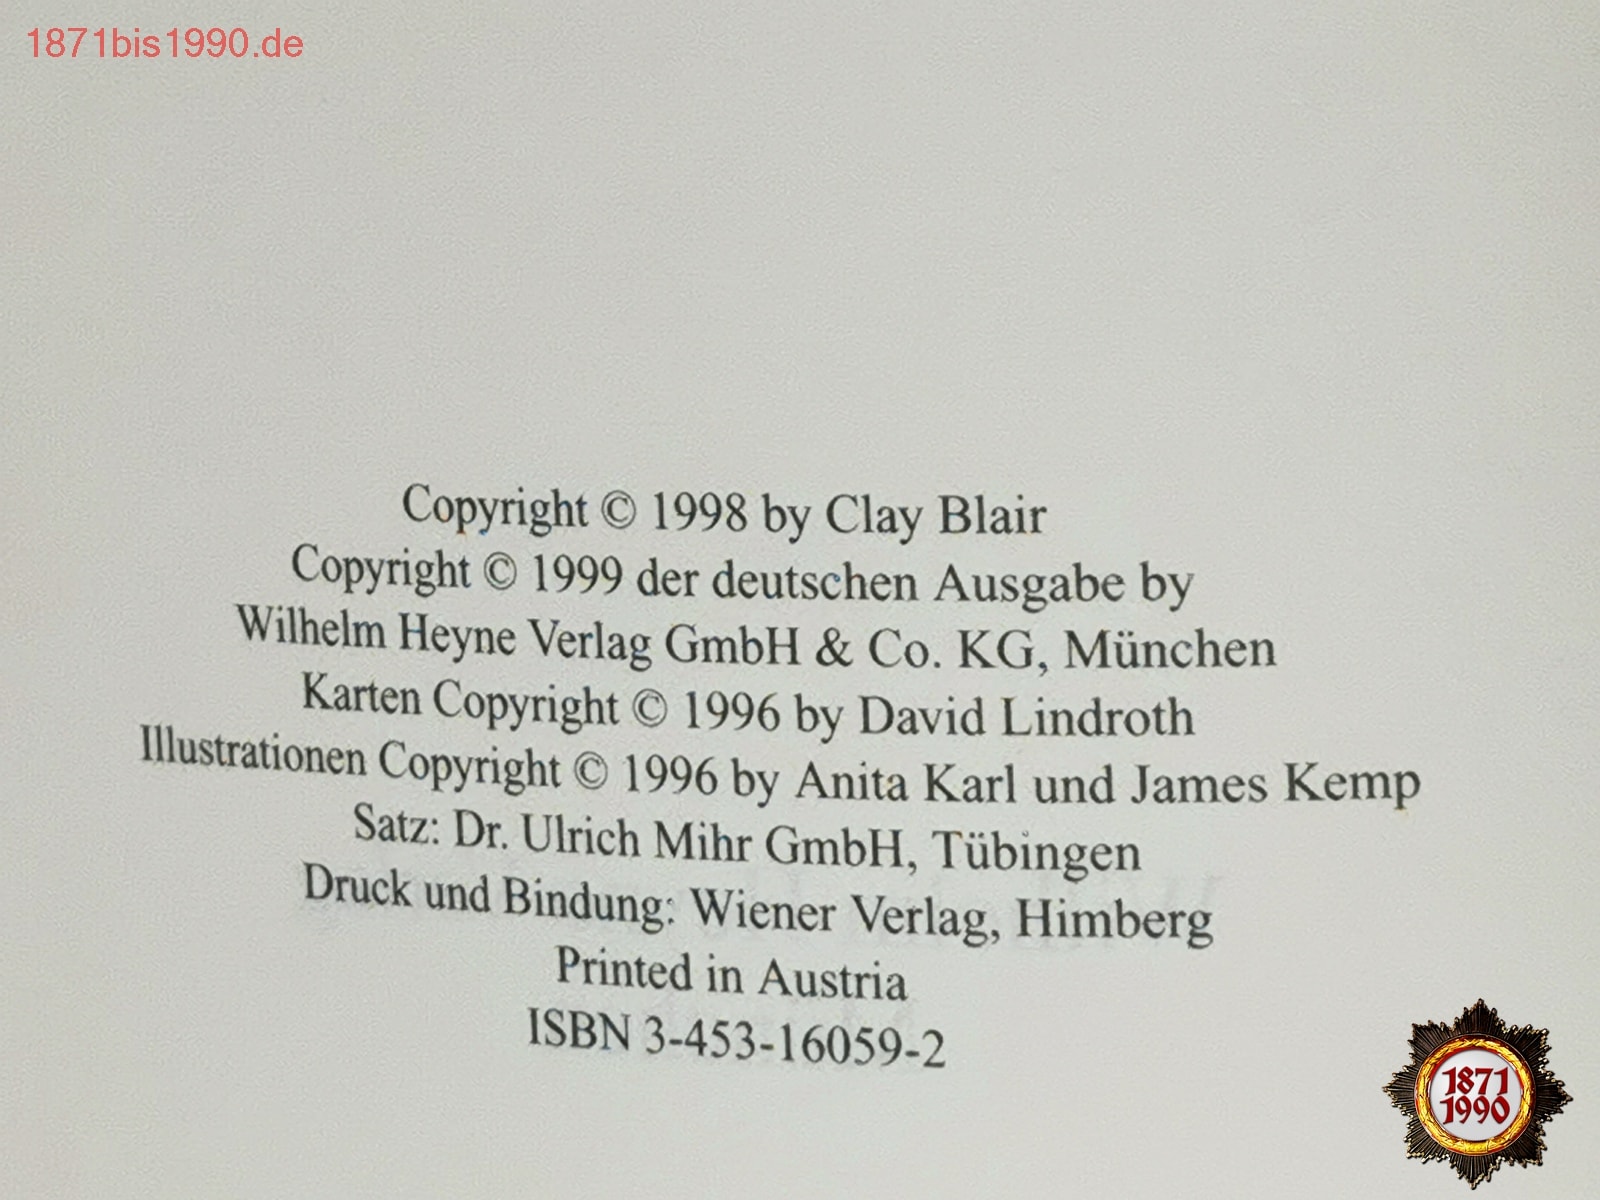 1871bis1990.de
Copyright © 1998 by Clay Blair
Copyright © 1999 der deutschen Ausgabe by
Wilhelm Heyne Verlag GmbH & Co. KG, München
Karten Copyright © 1996 by David Lindroth
Illustrationen Copyright © 1996 by Anita Karl und James Kemp
Satz: Dr. Ulrich Mihr GmbH, Tübingen
Druck und Bindung: Wiener Verlag, Himberg
Printed in Austria
ISBN 3-453-16059-2
1871
1990